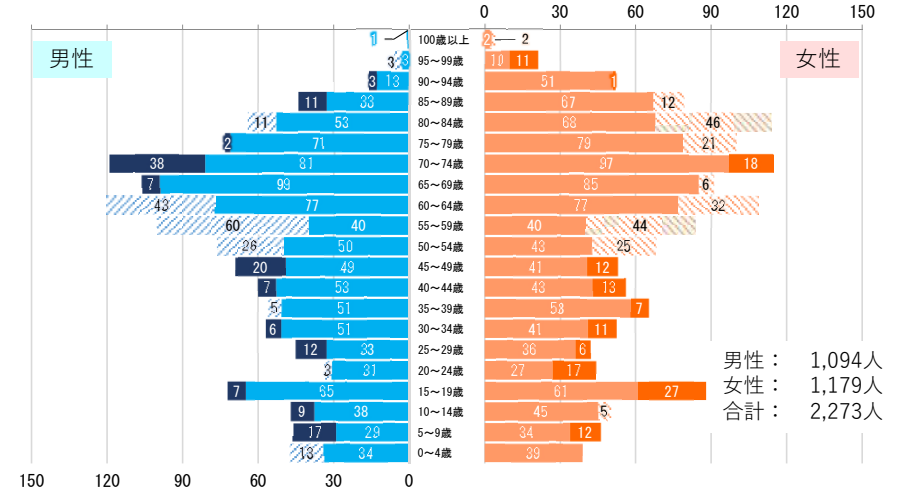 0 30 60 90 120 150
男性
女性
1 100歳以上 2 2
3 3 95～99歳 10 11
3 13 90～94歳 51 1
11 33 85～89歳 67 12
11 53 80～84歳 68 46
2 71 75～79歳 79 21
38 81 70～74歳 97 18
7 99 65～69歳 85 6
43 77 60～64歳 77 32
60 40 55～59歳 40 44
26 50 50～54歳 43 25
20 49 45～49歳 41 12
7 53 40～44歳 43 13
5 51 35～39歳 58 7
6 51 30～34歳 41 11
12 33 25～29歳 36 6
3 31 20～24歳 27 17
7 65 15～19歳 61 27
9 38 10～14歳 45 5
17 29 5～9歳 34 12
13 34 0～4歳 39
男性： 1,094人
女性： 1,179人
合計： 2,273人
150 120 90 60 30 0